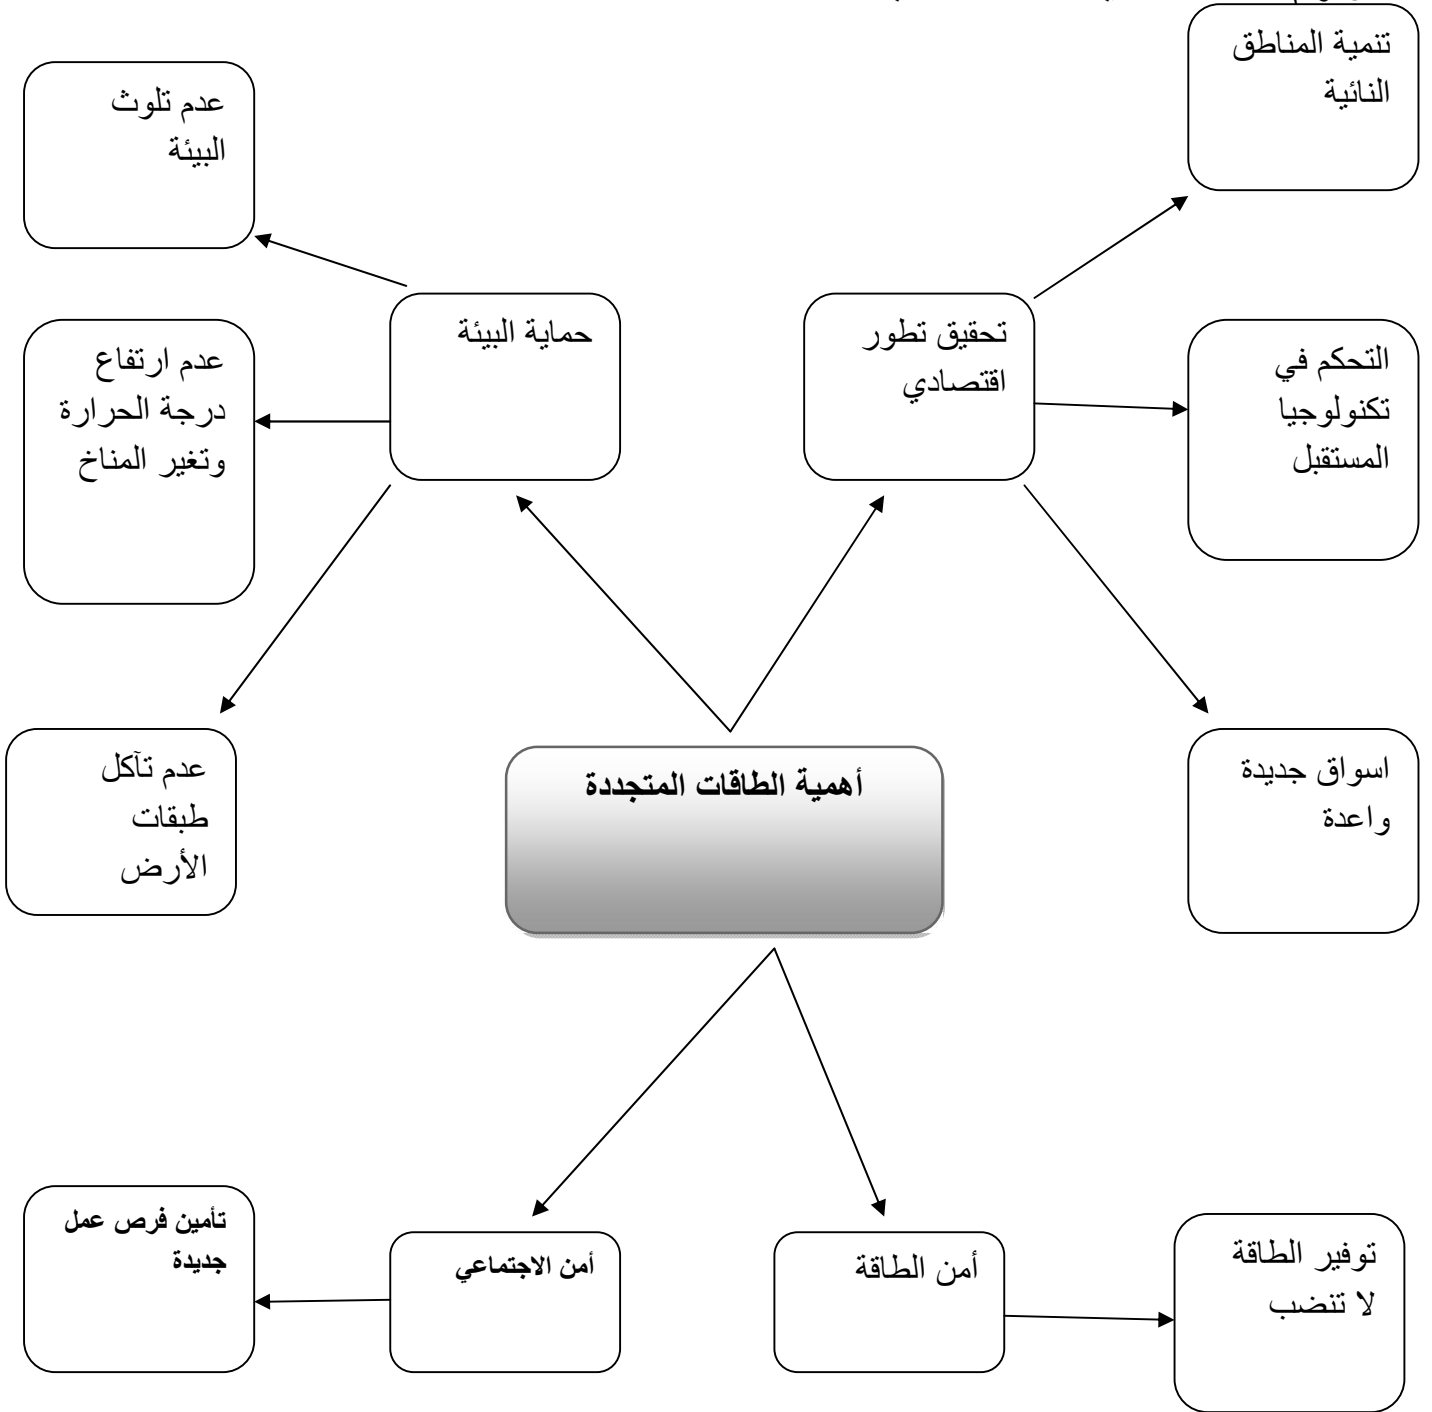 تنمية المناطق
النائية
عدم تلوث
البيئة
تحقيق تطور
اقتصادي
حماية البيئة
التحكم في
تكنولوجيا
المستقبل
عدم ارتفاع
درجة الحرارة
وتغير المناخ
أهمية الطاقات المتجددة
اسواق جديدة
واعدة
عدم تآكل
طبقات
الأرض
توفير الطاقة
لا تنضب
أمن الطاقة
أمن الاجتماعي
تأمين فرص عمل
جديدة